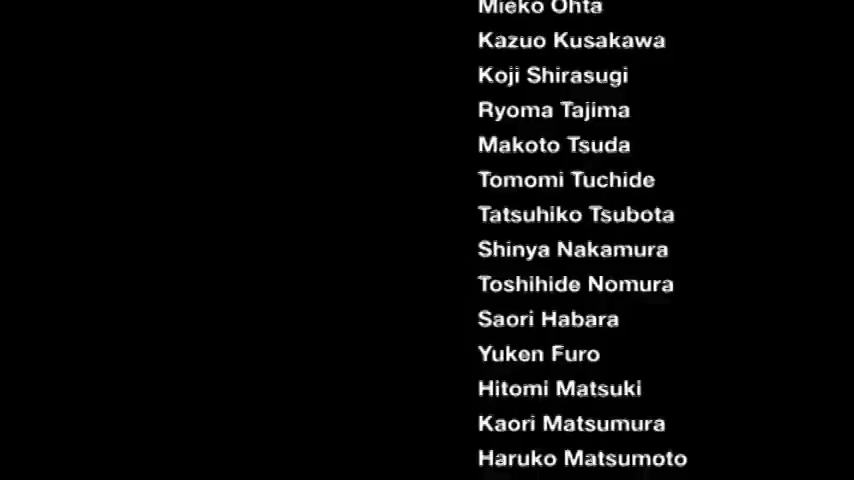 Mieko Ohta
Kazuo Kusakawa
Koji Shirasugi
Ryoma Tajima
Makoto Tsuda
Tomomi Tuchide
Tatsuhiko Tsubota
Shinya Nakamura
Toshihide Nomura
Saori Habara
Yuken Furo
Hitomi Matsuki
Kaori Matsumura
Haruko Matsumoto